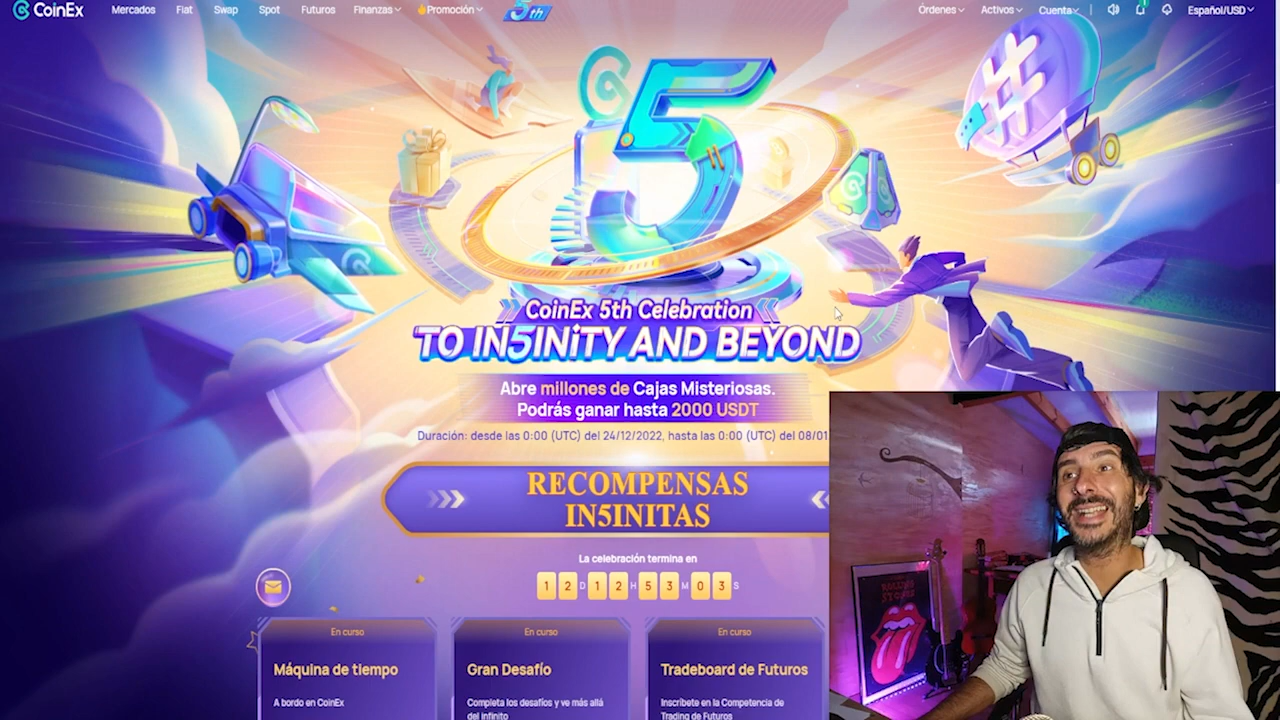 CoinEx
Mercados
Fiat
Swap
Spot
Futuros
Finanzas
Promoción
5th
Órdenes
Activos
Cuenta
1
Español/USD
5
CoinEx 5th Celebration
TO IN5INITY AND BEYOND
Abre millones de Cajas Misteriosas.
Podrás ganar hasta 2000 USDT
Duración: desde las 0:00 (UTC) del 24/12/2022, hasta las 0:00 (UTC) del 08/01
RECOMPENSAS
IN5INITAS
La celebración termina en
1 2 D 1 2 H 5 3 M 0 3 S
En curso
Máquina de tiempo
A bordo en CoinEx
En curso
Gran Desafío
Completa los desafíos y ve más allá
del infinito
En curso
Tradeboard de Futuros
Inscríbete en la Competencia de
Trading de Futuros